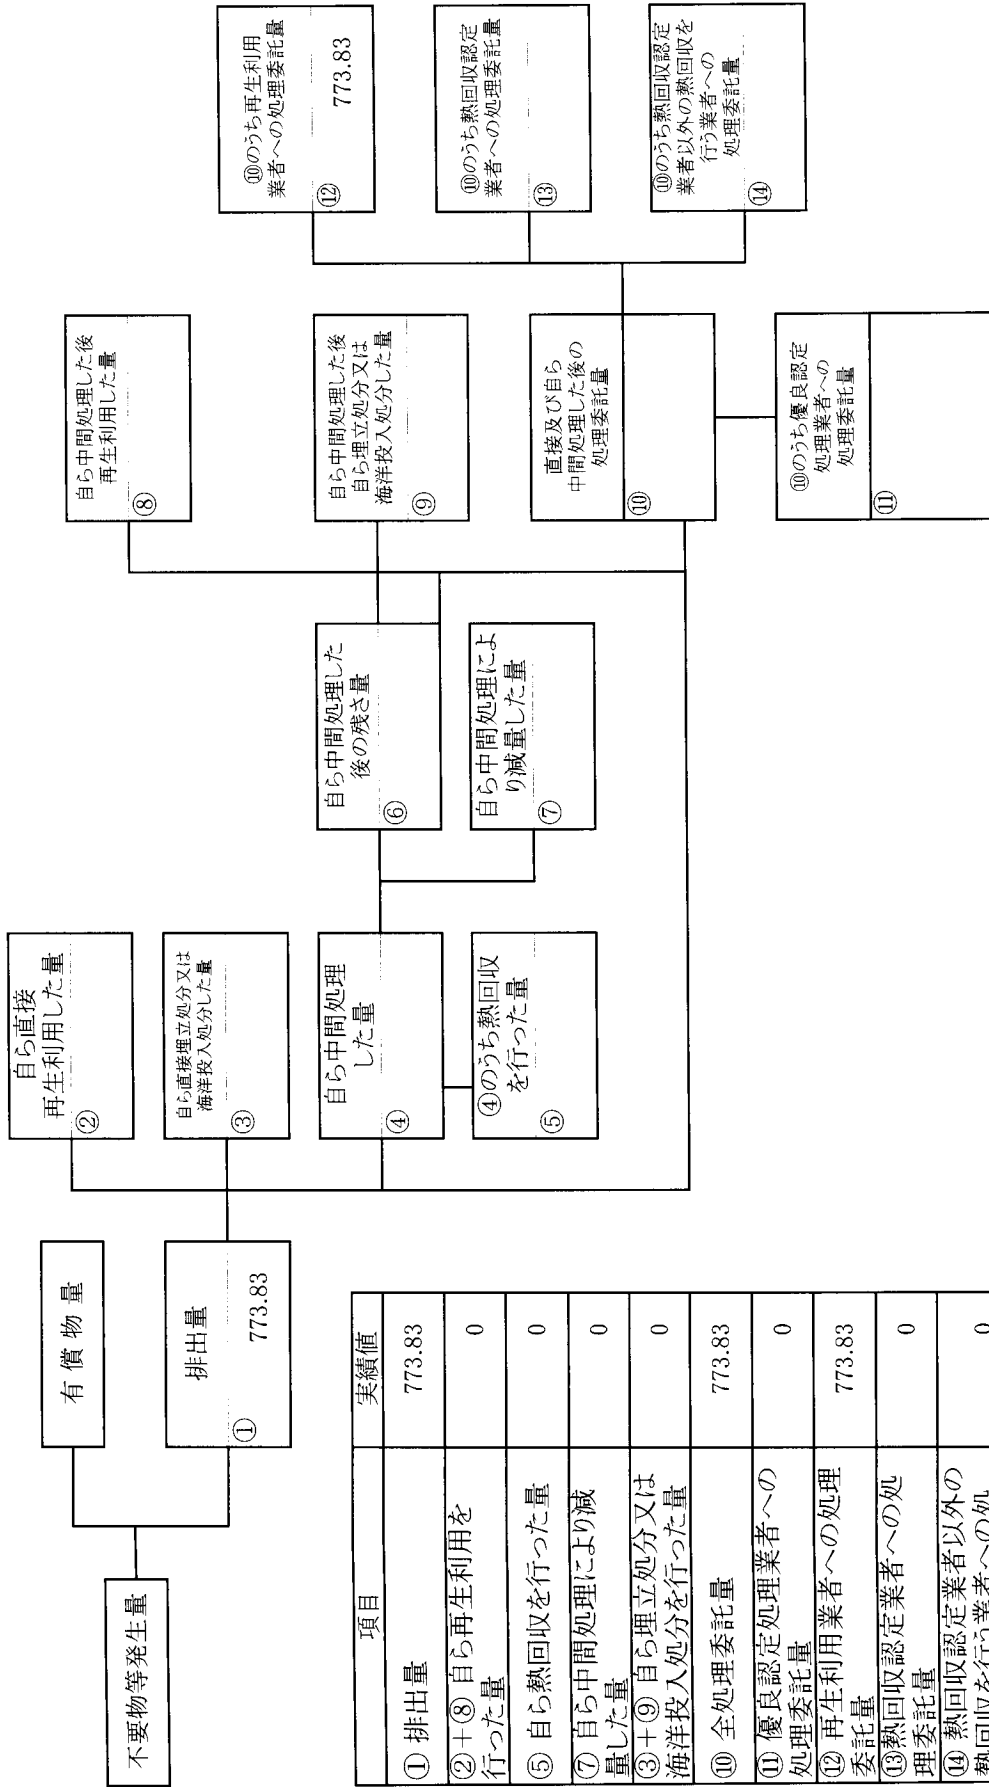 不要物等発生量
有償物量
排出量
①
773.83
自ら直接
再生利用した量
②
自ら直接埋立処分又は
海洋投入処分した量
③
自ら中間処理
した量
④
④のうち熱回収
を行った量
⑤
自ら中間処理した
後の残さ量
⑥
自ら中間処理によ
り減量した量
⑦
自ら中間処理した後
再生利用した量
⑧
自ら中間処理した後
自ら埋立処分又は
海洋投入処分した量
⑨
直接及び自ら
中間処理した後の
処理委託量
⑩
⑩のうち優良認定
処理業者への
処理委託量
⑪
⑩のうち再生利用
業者への処理委託量
⑫
773.83
⑩のうち熱回収認定
業者への処理委託量
⑬
⑩のうち熱回収認定
業者以外の熱回収を
行う業者への
処理委託量
⑭
項目 実績値
① 排出量 773.83
②+⑧ 自ら再生利用を
行った量 0
⑤ 自ら熱回収を行った量 0
⑦ 自ら中間処理により減
量した量 0
③+⑨ 自ら埋立処分又は
海洋投入処分を行った量 0
⑩ 全処理委託量 773.83
⑪ 優良認定処理業者への
処理委託量 0
⑫ 再生利用業者への処理
委託量 773.83
⑬熱回収認定業者への処
理委託量 0
⑭ 熱回収認定業者以外の
熱回収を行う業者への処 0